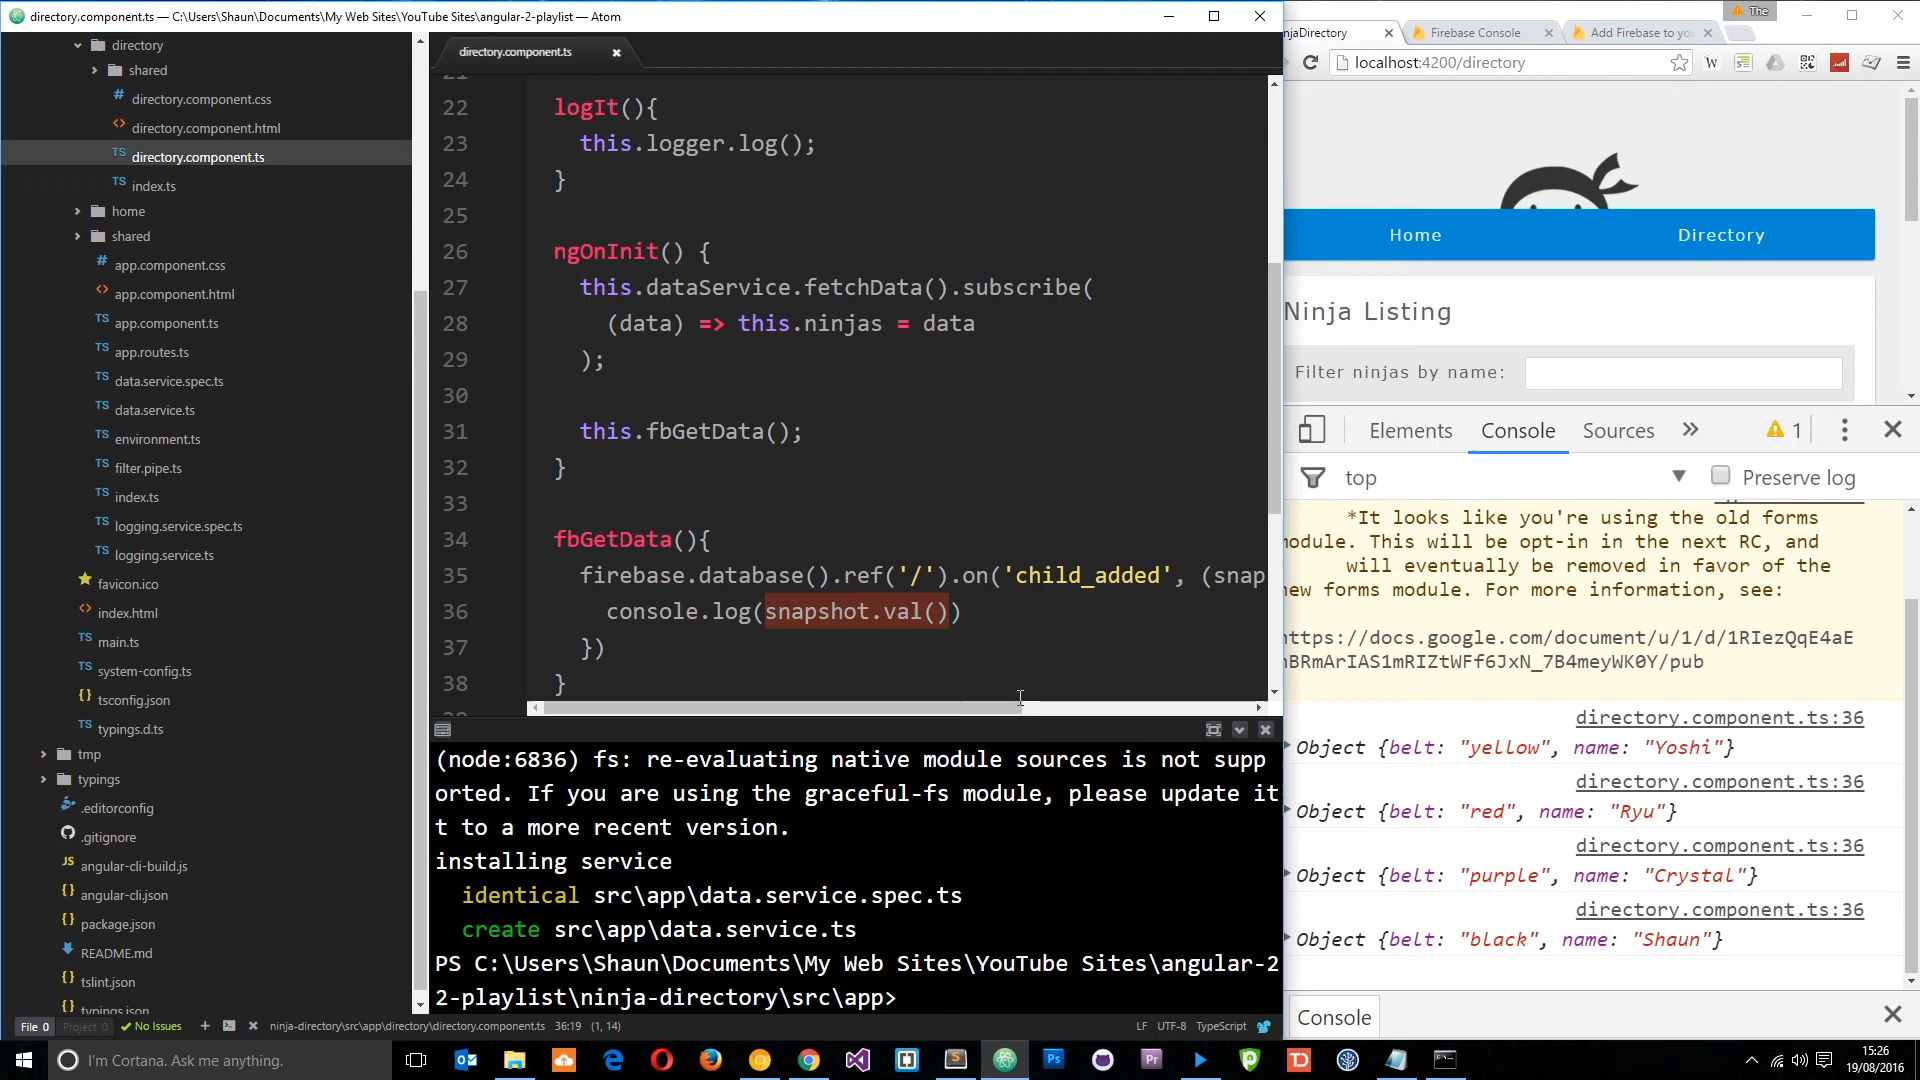 directory.component.ts — C:\Users\Shaun\Documents\My Web Sites\YouTube Sites\angular-2-playlist — Atom
directory
shared
directory.component.css
directory.component.html
directory.component.ts
index.ts
home
shared
app.component.css
app.component.html
app.component.ts
app.routes.ts
data.service.spec.ts
data.service.ts
environment.ts
filter.pipe.ts
index.ts
logging.service.spec.ts
logging.service.ts
favicon.ico
index.html
main.ts
system-config.ts
tsconfig.json
typings.d.ts
tmp
typings
.editorconfig
.gitignore
angular-cli-build.js
angular-cli.json
package.json
README.md
tslint.json
typings.json
directory.component.ts
22 logIt(){
23 this.logger.log();
24 }
25
26 ngOnInit() {
27 this.dataService.fetchData().subscribe(
28 (data) => this.ninjas = data
29 );
30
31 this.fbGetData();
32 }
33
34 fbGetData(){
35 firebase.database().ref('/').on('child_added', (snap
36 console.log(snapshot.val())
37 })
38 }
(node:6836) fs: re-evaluating native module sources is not supp
orted. If you are using the graceful-fs module, please update it
t to a more recent version.
installing service
identical src\app\data.service.spec.ts
create src\app\data.service.ts
PS C:\Users\Shaun\Documents\My Web Sites\YouTube Sites\angular-2
2-playlist\ninja-directory\src\app>
File 0 Project 0 No Issues ninja-directory\src\app\directory\directory.component.ts 36:19 (1, 14) LF UTF-8 TypeScript
The
njaDirectory Firebase Console Add Firebase to yo
localhost:4200/directory
Home Directory
Ninja Listing
Filter ninjas by name:
Elements Console Sources 1
top Preserve log
*It looks like you're using the old forms
module. This will be opt-in in the next RC, and
will eventually be removed in favor of the
new forms module. For more information, see:
https://docs.google.com/document/u/1/d/1RIezQqE4aE
BRmArIAS1mRIZtWFf6JxN_7B4meyWK0Y/pub
directory.component.ts:36
Object {belt: "yellow", name: "Yoshi"}
directory.component.ts:36
Object {belt: "red", name: "Ryu"}
directory.component.ts:36
Object {belt: "purple", name: "Crystal"}
directory.component.ts:36
Object {belt: "black", name: "Shaun"}
Console
I'm Cortana. Ask me anything.
15:26
19/08/2016